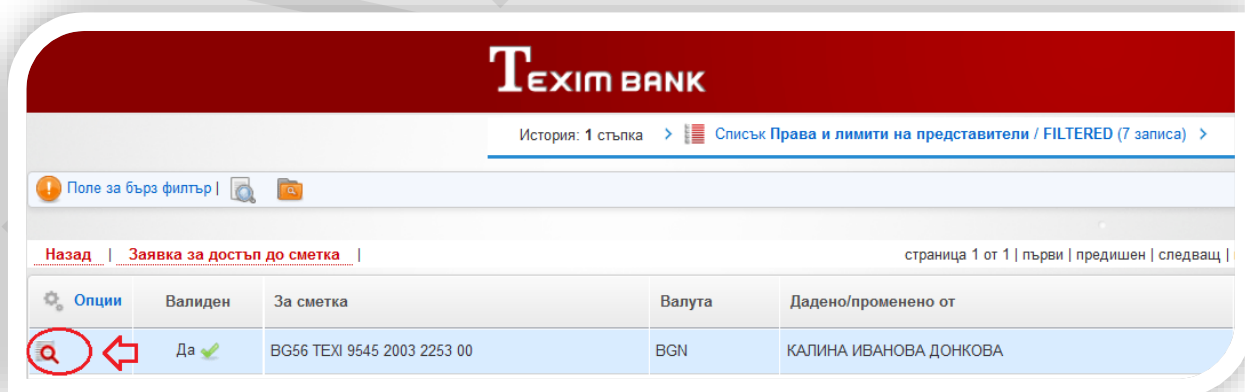 TEXIM BANK
История: 1 стъпка > Списък Права и лимити на представители / FILTERED (7 записа) >
Поле за бърз филтър |
Назад | Заявка за достъп до сметка | страница 1 от 1 | първи | предишен | следващ |
Опции Валиден За сметка Валута Дадено/променено от
Да BG56 TEXI 9545 2003 2253 00 BGN КАЛИНА ИВАНОВА ДОНКОВА